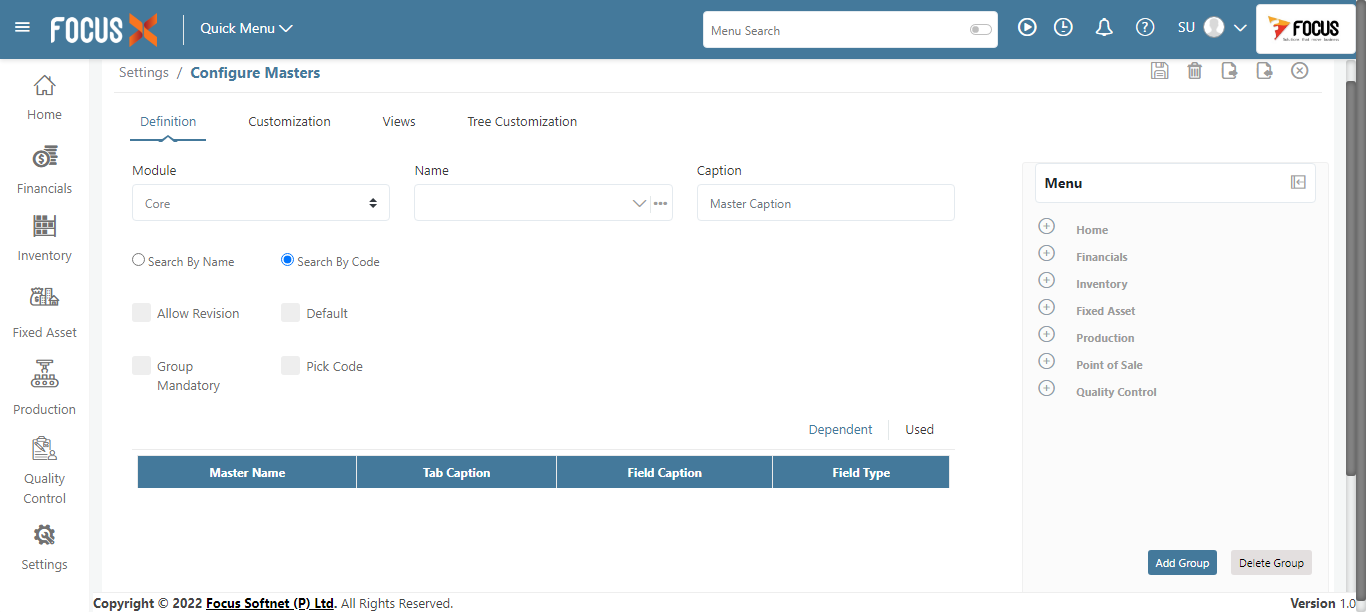 FOCUS X
Quick Menu
Menu Search
SU
FOCUS
Settings / Configure Masters
Home
Financials
Inventory
Fixed Asset
Production
Quality
Control
Settings
Definition
Customization
Views
Tree Customization
Module
Name
Caption
Core
Master Caption
Search By Name
Search By Code
Allow Revision
Default
Group
Mandatory
Pick Code
Dependent
Used
Master Name
Tab Caption
Field Caption
Field Type
Menu
Home
Financials
Inventory
Fixed Asset
Production
Point of Sale
Quality Control
Add Group
Delete Group
Copyright © 2022 Focus Softnet (P) Ltd. All Rights Reserved.
Version 1.0